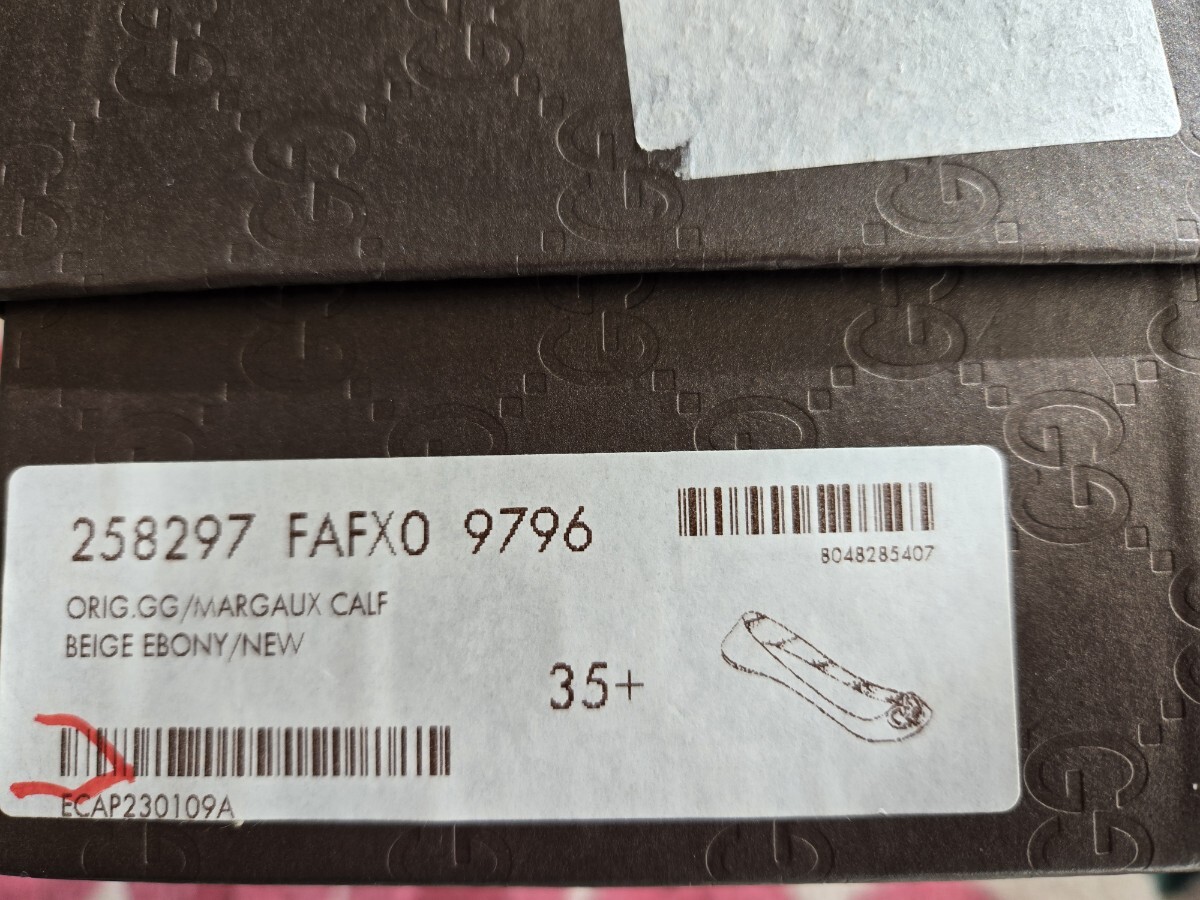 258297 FAFX0 9796
8048285407
ORIG.GG/MARGAUX CALF
BEIGE EBONY/NEW
35+
ECAP230109A